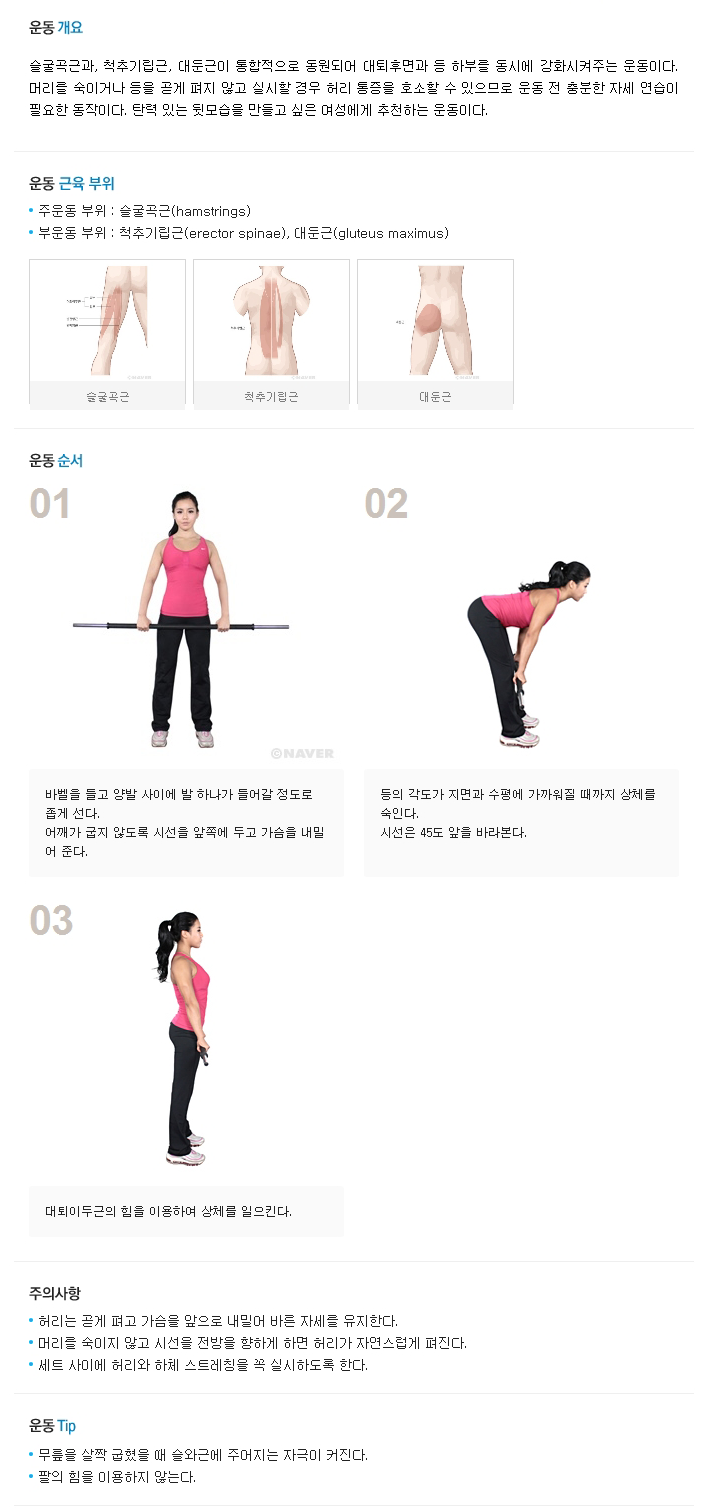 운동 개요
슬굴곡근과, 척추기립근, 대둔근이 통합적으로 동원되어 대퇴후면과 등 하부를 동시에 강화시켜주는 운동이다.
머리를 숙이거나 등을 곧게 펴지 않고 실시할 경우 허리 통증을 호소할 수 있으므로 운동 전 충분한 자세 연습이
필요한 동작이다. 탄력 있는 뒷모습을 만들고 싶은 여성에게 추천하는 운동이다.
운동 근육 부위
주운동 부위 : 슬굴곡근(hamstrings)
부운동 부위 : 척추기립근(erector spinae), 대둔근(gluteus maximus)
슬굴곡근
척추기립근
대둔근
운동 순서
01
02
©NAVER
바벨을 들고 양발 사이에 발 하나가 들어갈 정도로
좁게 선다.
어깨가 굽지 않도록 시선을 앞쪽에 두고 가슴을 내밀
어 준다.
등의 각도가 지면과 수평에 가까워질 때까지 상체를
숙인다.
시선은 45도 앞을 바라본다.
03
대퇴이두근의 힘을 이용하여 상체를 일으킨다.
주의사항
허리는 곧게 펴고 가슴을 앞으로 내밀어 바른 자세를 유지한다.
머리를 숙이지 않고 시선을 전방을 향하게 하면 허리가 자연스럽게 펴진다.
세트 사이에 허리와 하체 스트레칭을 꼭 실시하도록 한다.
운동 Tip
무릎을 살짝 굽혔을 때 슬와근에 주어지는 자극이 커진다.
팔의 힘을 이용하지 않는다.